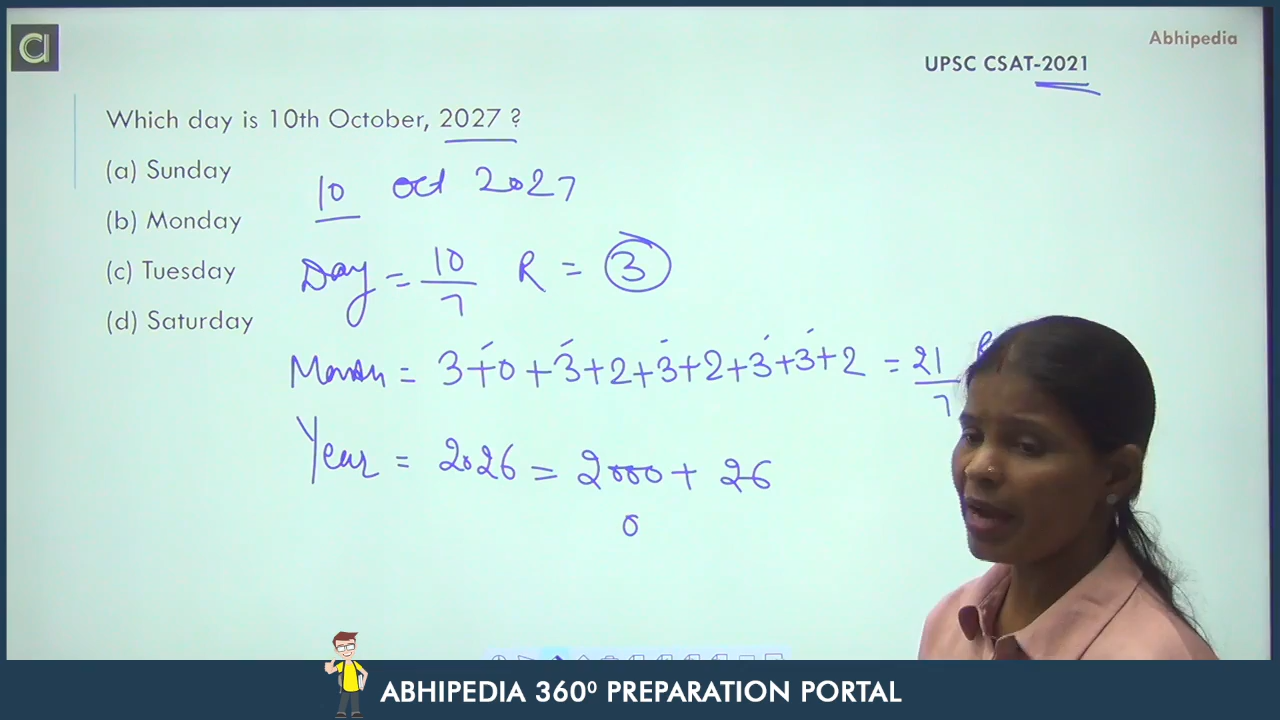 Abhipedia
UPSC CSAT-2021
Which day is 10th October, 2027 ?
(a) Sunday
(b) Monday
(c) Tuesday
(d) Saturday
10 Oct 2027
Day = 10/7 R = 3
Month = 3+0+3+2+3+2+3+3+2 = 21/7
Year = 2026 = 2000 + 26
0
ABHIPEDIA 360⁰ PREPARATION PORTAL